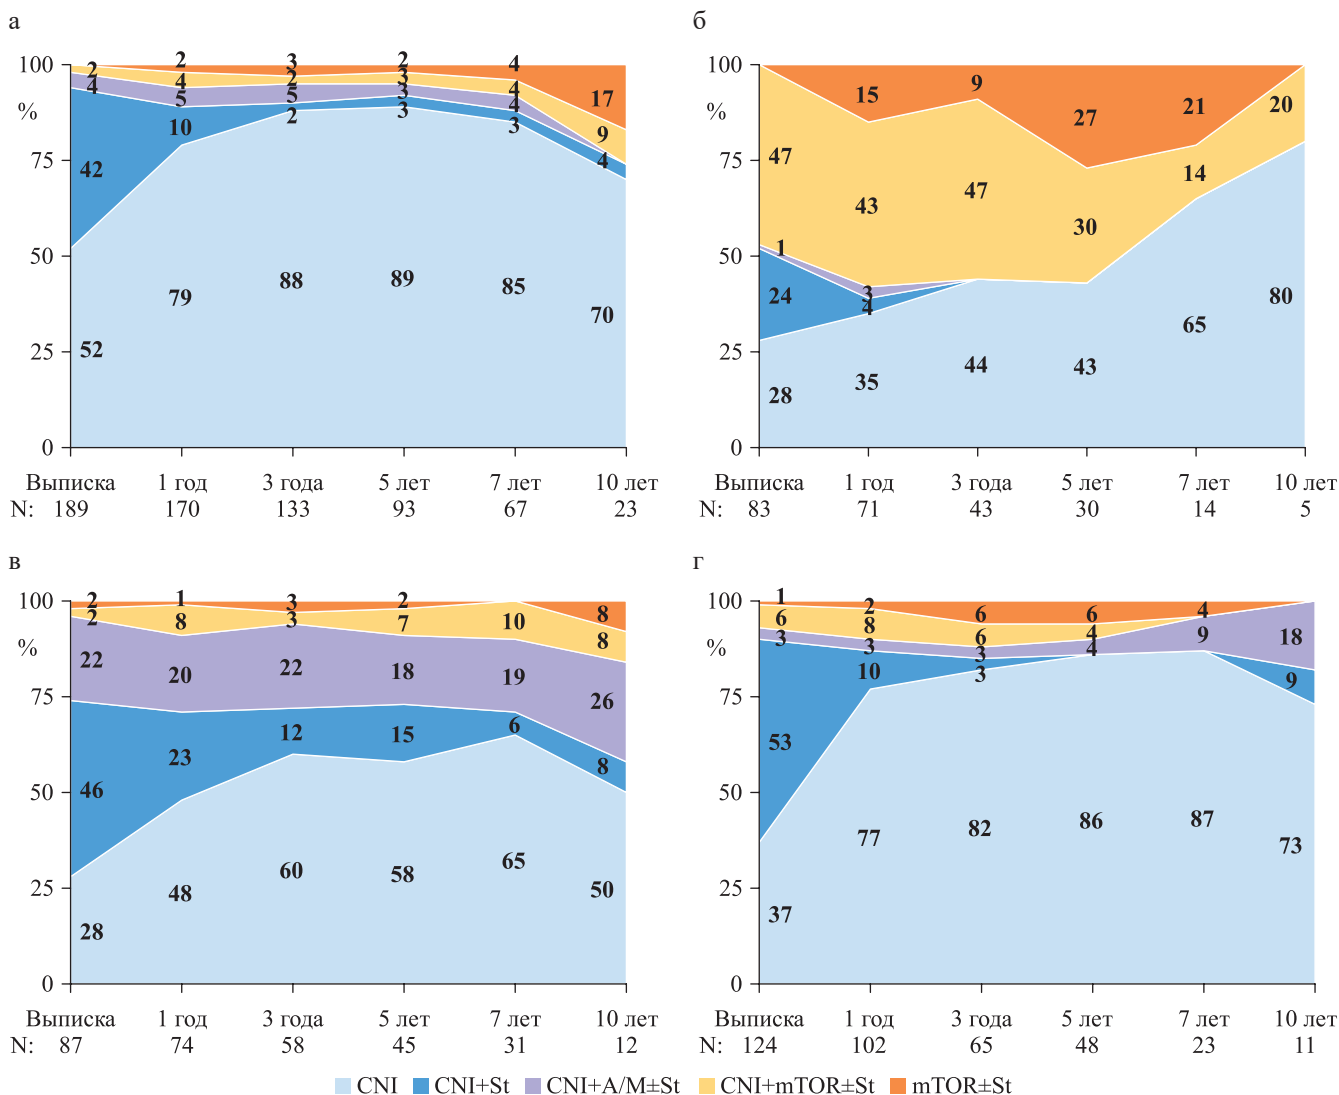 а
100
%
75
50
25
0
2 2 3 2 4 17
2 4 2 3 4 9
4 5 5 3 4
42 10 2 3 3 4
52 79 88 89 85 70
Выписка 1 год 3 года 5 лет 7 лет 10 лет
N: 189 170 133 93 67 23
б
100
%
75
50
25
0
15 9 27 21
47 43 47 30 14 20
1 3
24 4
28 35 44 43 65 80
Выписка 1 год 3 года 5 лет 7 лет 10 лет
N: 83 71 43 30 14 5
в
100
%
75
50
25
0
2 1 3 2 8
2 8 3 7 10 8
22 20 22 18 19 26
46 23 12 15 6 8
28 48 60 58 65 50
Выписка 1 год 3 года 5 лет 7 лет 10 лет
N: 87 74 58 45 31 12
г
100
%
75
50
25
0
1 2 6 6 4
6 8 6 4
3 3 3 4 9 18
53 10 3 9
37 77 82 86 87 73
Выписка 1 год 3 года 5 лет 7 лет 10 лет
N: 124 102 65 48 23 11
CNI CNI+St CNI+A/M±St CNI+mTOR±St mTOR±St